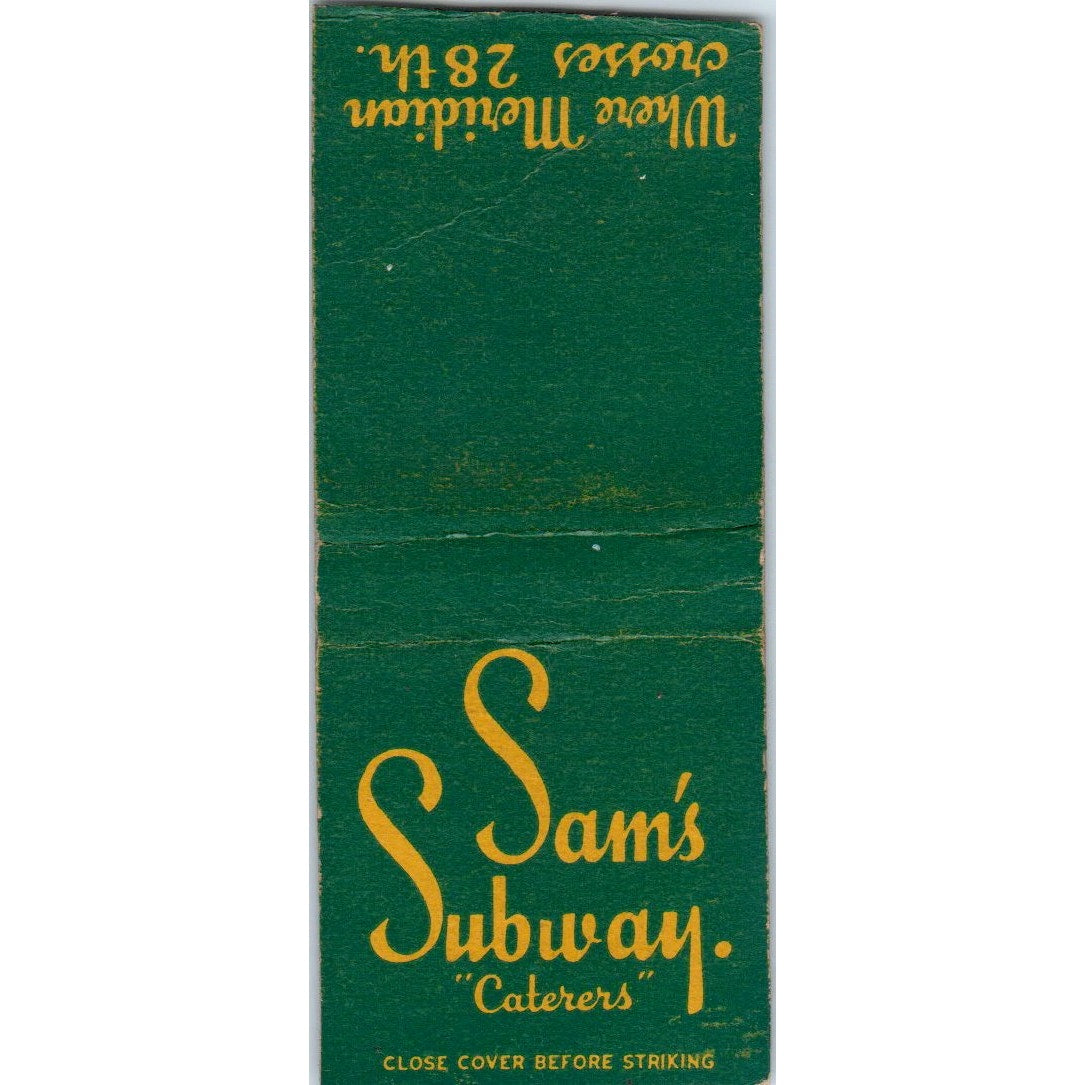 Where Meridian
crosses 28th.
Sam's
Subway.
"Caterers"
CLOSE COVER BEFORE STRIKING